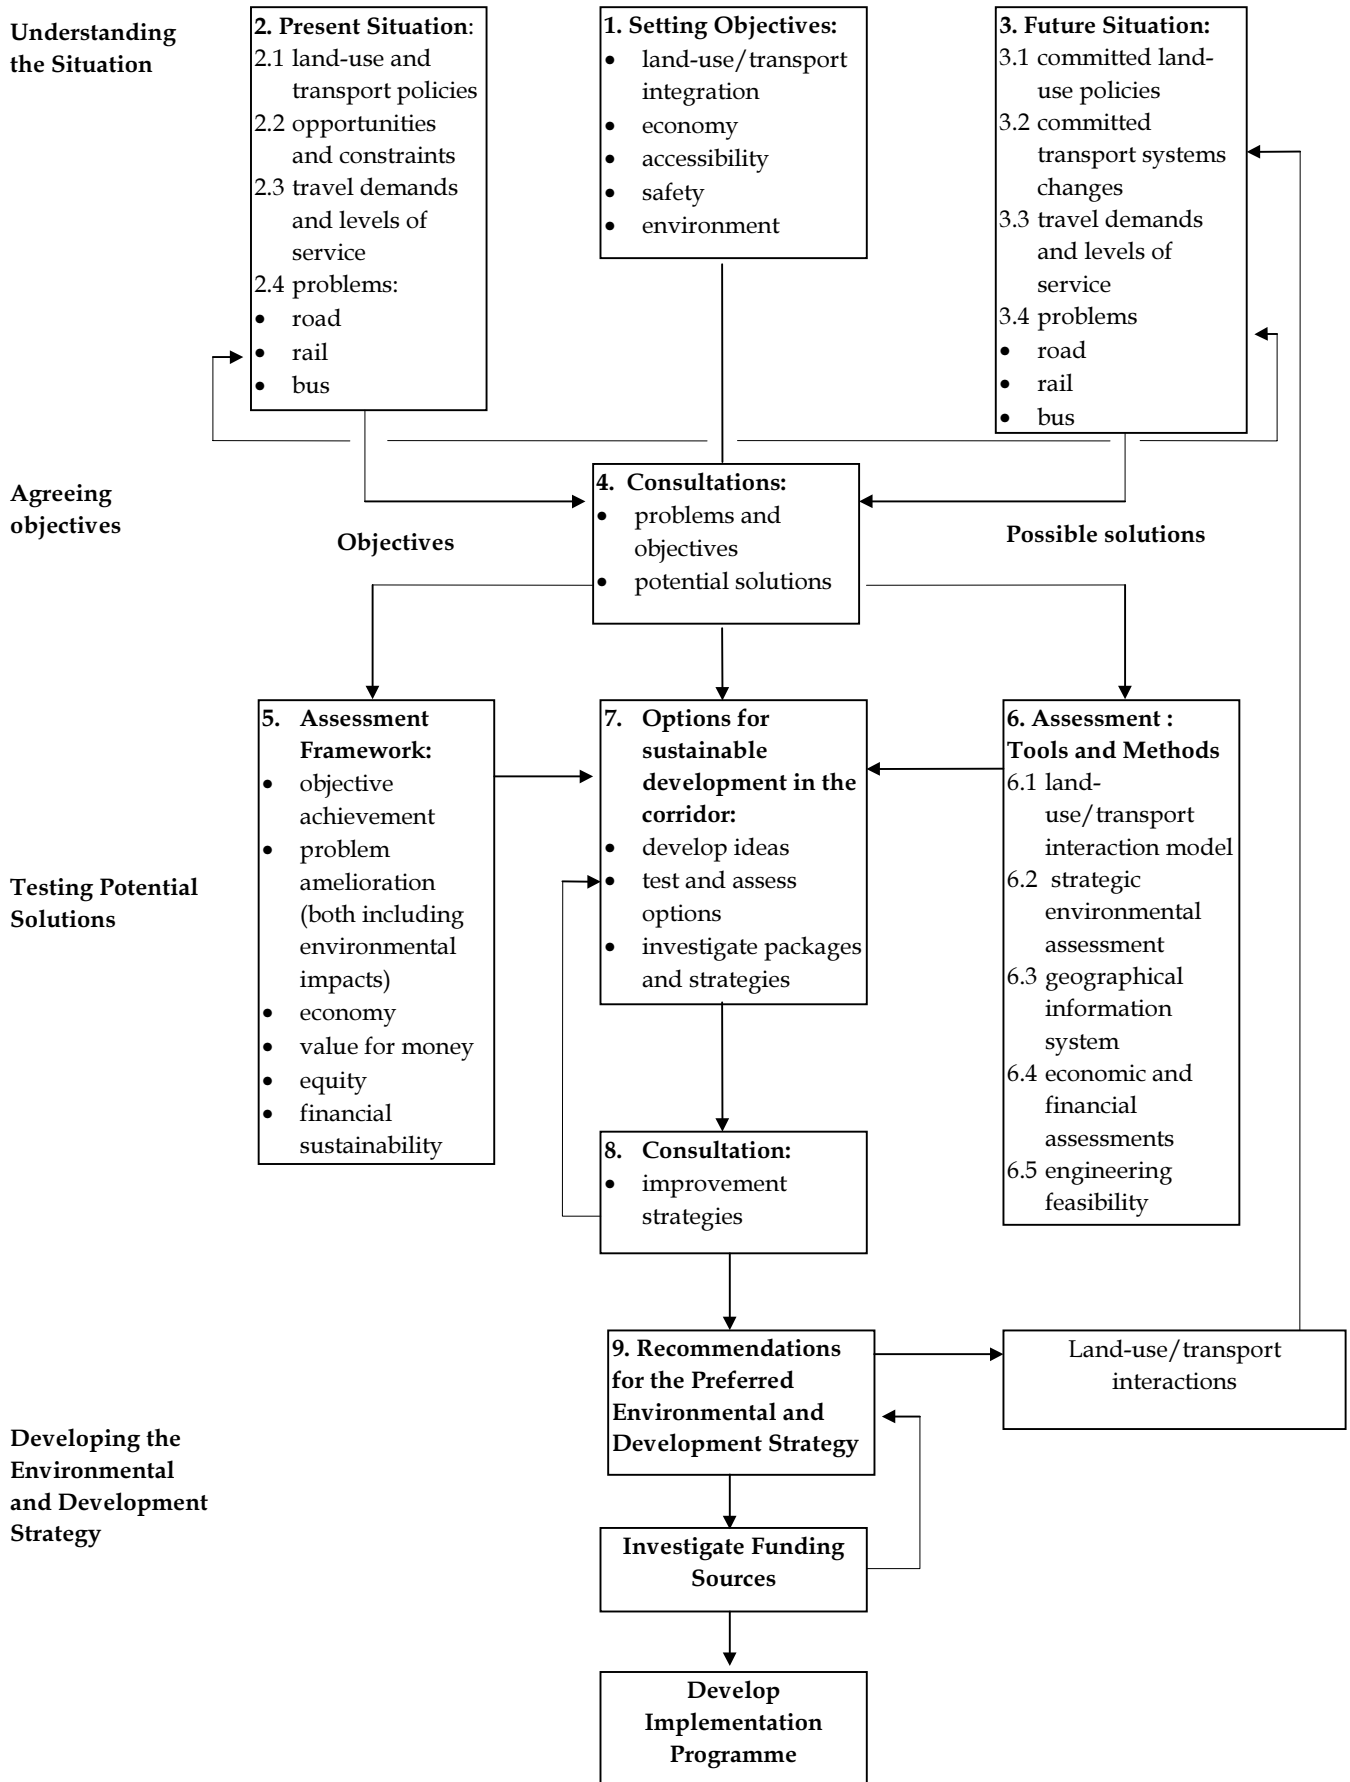 Understanding
the Situation
2. Present Situation:
2.1 land-use and
transport policies
2.2 opportunities
and constraints
2.3 travel demands
and levels of
service
2.4 problems:
• road
• rail
• bus
1. Setting Objectives:
• land-use/transport
integration
• economy
• accessibility
• safety
• environment
3. Future Situation:
3.1 committed land-
use policies
3.2 committed
transport systems
changes
3.3 travel demands
and levels of
service
3.4 problems
• road
• rail
• bus
Agreeing
objectives
Objectives
4. Consultations:
• problems and
objectives
• potential solutions
Possible solutions
Testing Potential
Solutions
5. Assessment
Framework:
• objective
achievement
• problem
amelioration
(both including
environmental
impacts)
• economy
• value for money
• equity
• financial
sustainability
7. Options for
sustainable
development in the
corridor:
• develop ideas
• test and assess
options
• investigate packages
and strategies
6. Assessment :
Tools and Methods
6.1 land-
use/transport
interaction model
6.2 strategic
environmental
assessment
6.3 geographical
information
system
6.4 economic and
financial
assessments
6.5 engineering
feasibility
8. Consultation:
• improvement
strategies
Developing the
Environmental
and Development
Strategy
9. Recommendations
for the Preferred
Environmental and
Development Strategy
Land-use/transport
interactions
Investigate Funding
Sources
Develop
Implementation
Programme